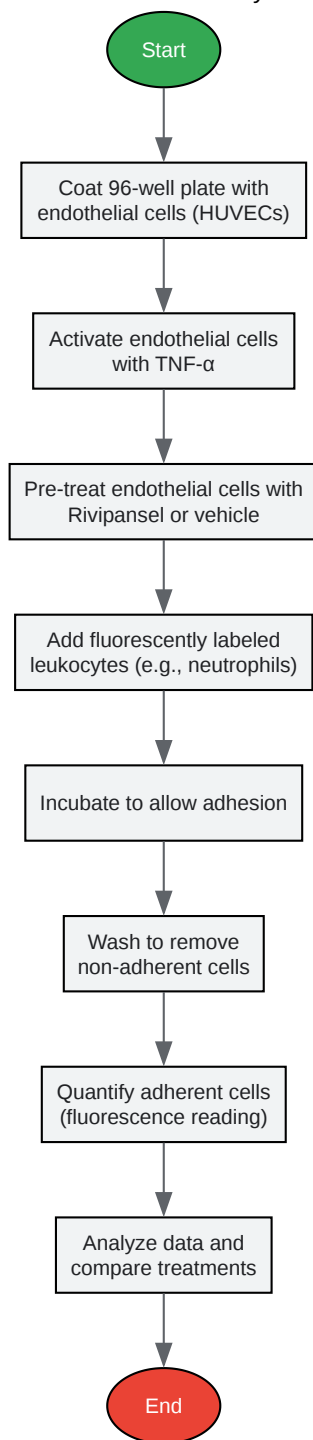 Start
Coat 96-well plate with
endothelial cells (HUVECs)
Activate endothelial cells
with TNF-α
Pre-treat endothelial cells with
Rivipansel or vehicle
Add fluorescently labeled
leukocytes (e.g., neutrophils)
Incubate to allow adhesion
Wash to remove
non-adherent cells
Quantify adherent cells
(fluorescence reading)
Analyze data and
compare treatments
End